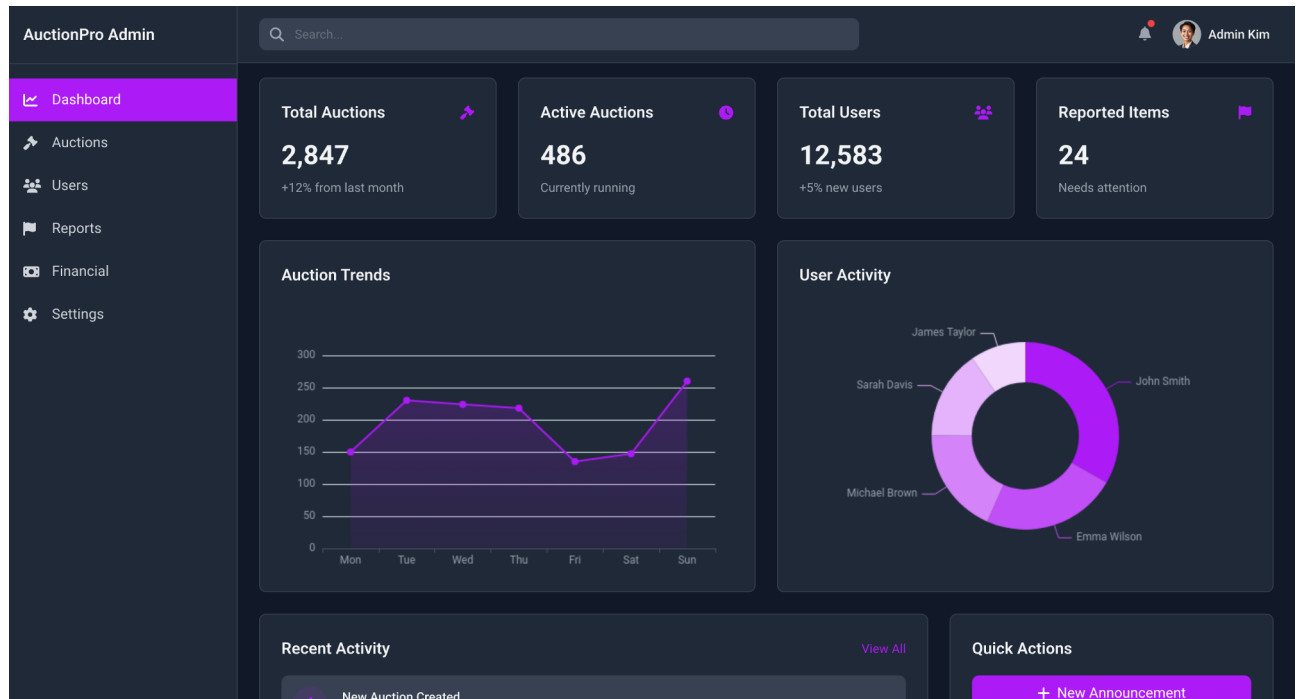 AuctionPro Admin
Search...
Admin Kim
Dashboard
Auctions
Users
Reports
Financial
Settings
Total Auctions
2,847
+12% from last month
Active Auctions
486
Currently running
Total Users
12,583
+5% new users
Reported Items
24
Needs attention
Auction Trends
300
250
200
150
100
50
0
Mon Tue Wed Thu Fri Sat Sun
User Activity
James Taylor
John Smith
Sarah Davis
Michael Brown
Emma Wilson
Recent Activity
View All
New Auction Created
Quick Actions
+ New Announcement